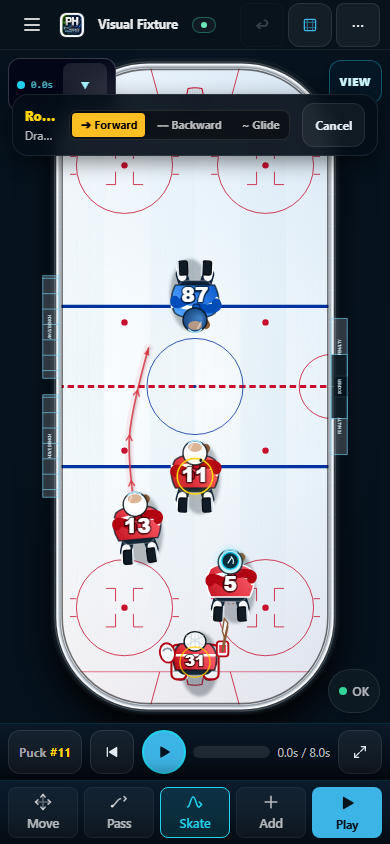 PH
Visual Fixture
0.0s
VIEW
Ro...
Dra...
Forward
Backward
~ Glide
Cancel
87
11
13
5
31
OK
Puck #11
0.0s / 8.0s
Move
Pass
Skate
Add
Play